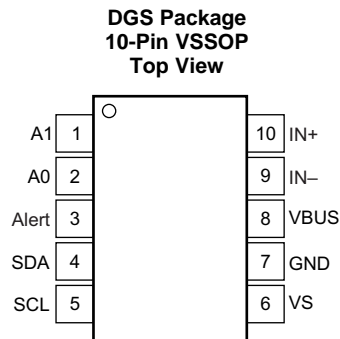 DGS Package
10-Pin VSSOP
Top View
A1 1 10 IN+
A0 2 9 IN–
Alert 3 8 VBUS
SDA 4 7 GND
SCL 5 6 VS